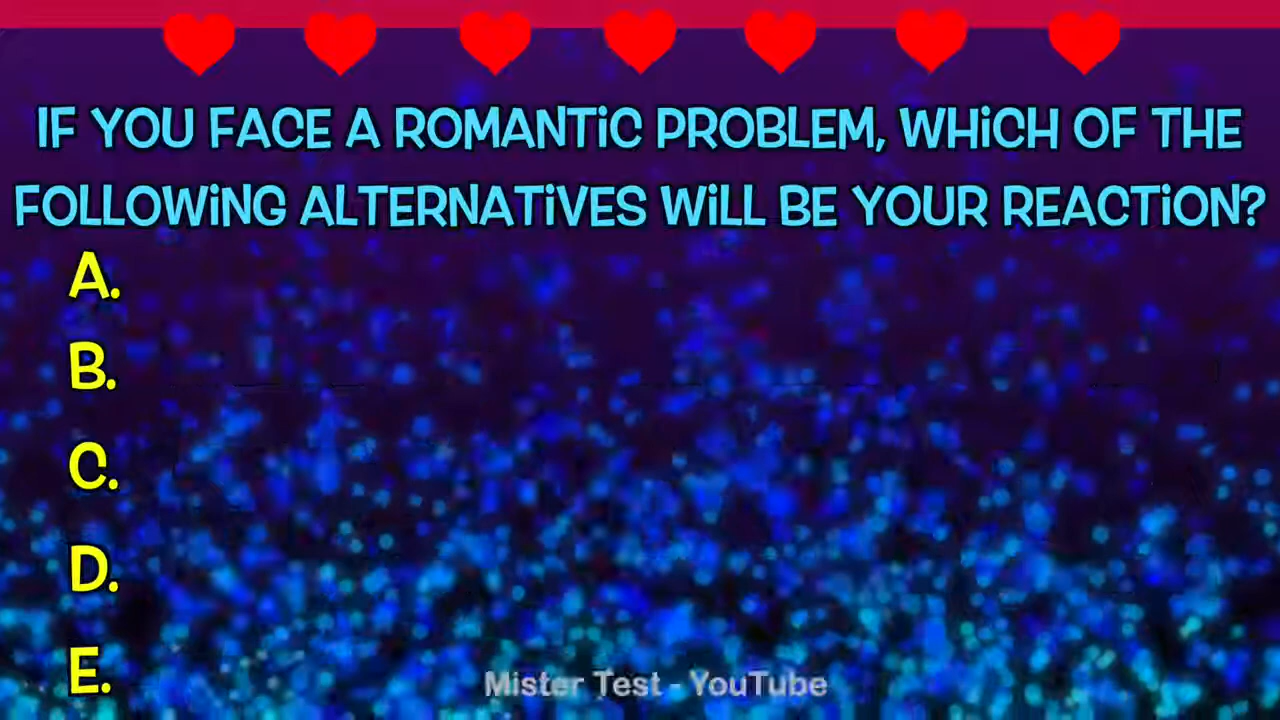 IF YOU FACE A ROMANTIC PROBLEM, WHICH OF THE
FOLLOWING ALTERNATIVES WILL BE YOUR REACTION?
A.
B.
C.
D.
E.
Mister Test - YouTube